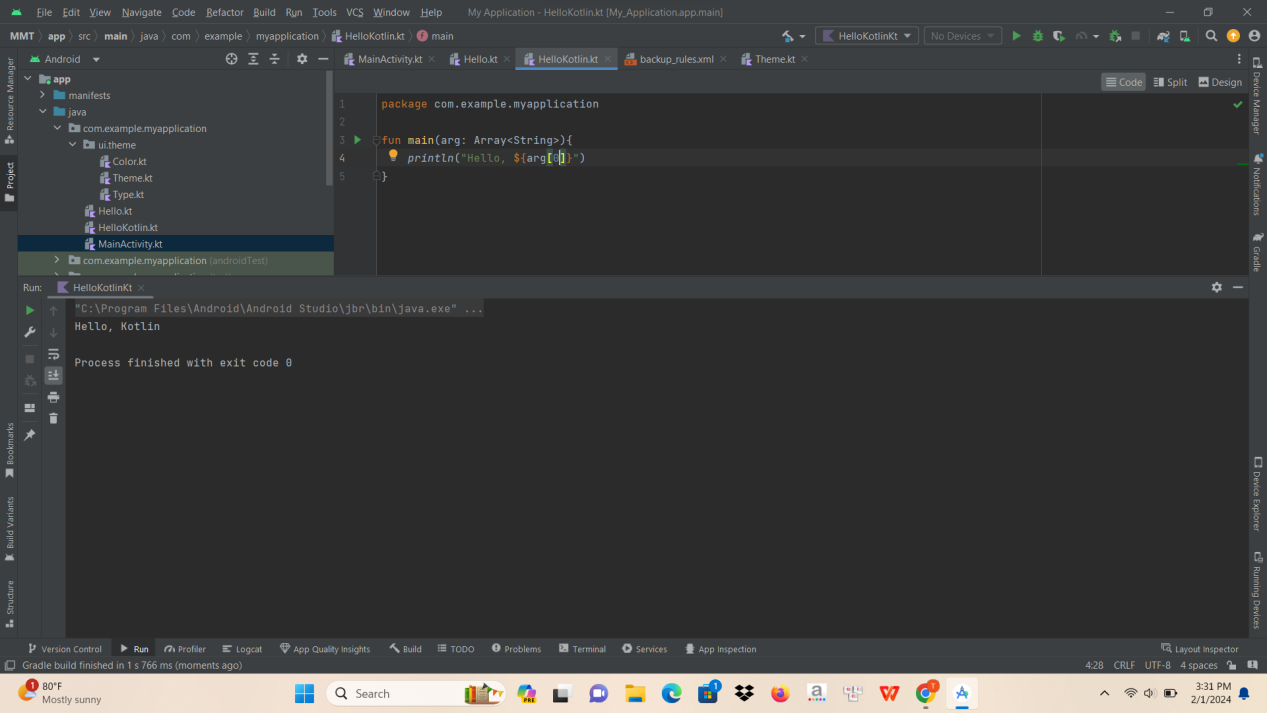 File Edit View Navigate Code Refactor Build Run Tools VCS Window Help My Application - HelloKotlin.kt [My_Application.app.main]
MMT app src main java com example myapplication HelloKotlin.kt main HelloKotlinKt No Devices
Android MainActivity.kt Hello.kt HelloKotlin.kt backup_rules.xml Theme.kt
Code Split Design
app
manifests
java
com.example.myapplication
ui.theme
Color.kt
Theme.kt
Type.kt
Hello.kt
HelloKotlin.kt
MainActivity.kt
com.example.myapplication (androidTest)
1 package com.example.myapplication
2
3 fun main(arg: Array<String>){
4 println("Hello, ${arg[0]}")
5 }
Resource Manager
Project
Bookmarks
Build Variants
Structure
Device Manager
Notifications
Gradle
Device Explorer
Running Devices
Run: HelloKotlinKt
"C:\Program Files\Android\Android Studio\jbr\bin\java.exe" ...
Hello, Kotlin
Process finished with exit code 0
Version Control Run Profiler Logcat App Quality Insights Build TODO Problems Terminal Services App Inspection Layout Inspector
Gradle build finished in 1 s 766 ms (moments ago) 4:28 CRLF UTF-8 4 spaces
1 80°F
Mostly sunny
Search
PRE
1
a
W
T
3:31 PM
2/1/2024